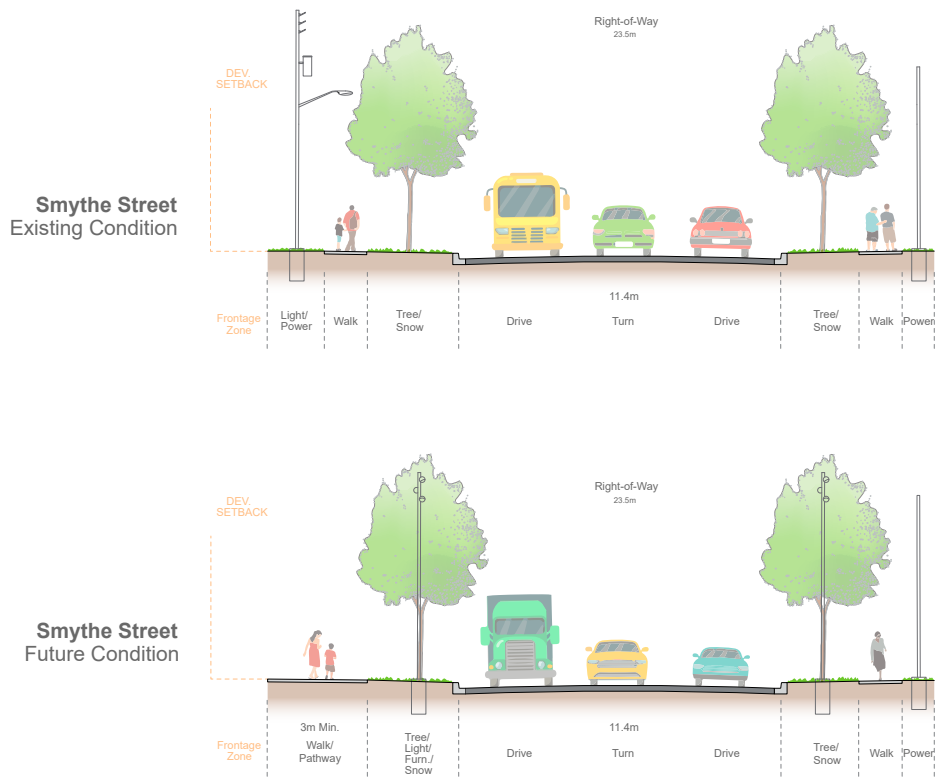 Right-of-Way
23.5m
DEV.
SETBACK
Smythe Street
Existing Condition
11.4m
Frontage
Zone
Light/
Power
Walk
Tree/
Snow
Drive
Turn
Drive
Tree/
Snow
Walk
Power
Right-of-Way
23.5m
DEV.
SETBACK
Smythe Street
Future Condition
3m Min.
11.4m
Frontage
Zone
Walk/
Pathway
Tree/
Light/
Furn./
Snow
Drive
Turn
Drive
Tree/
Snow
Walk
Power